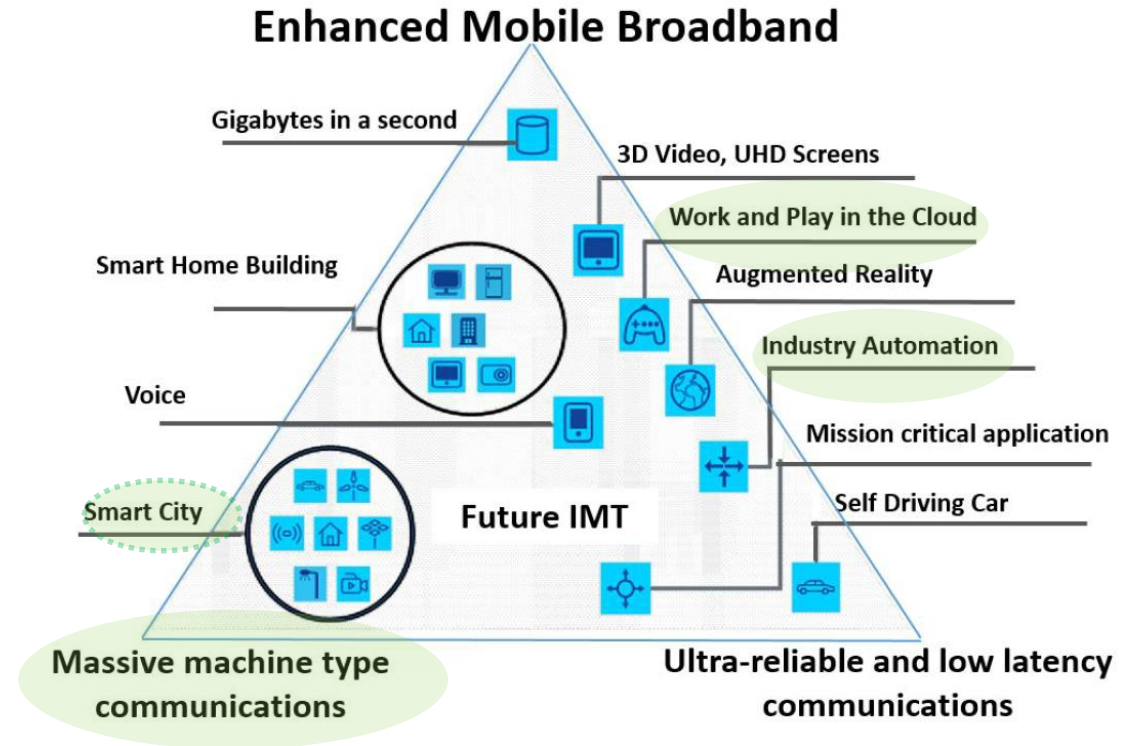 Enhanced Mobile Broadband
Gigabytes in a second
3D Video, UHD Screens
Work and Play in the Cloud
Smart Home Building
Augmented Reality
Industry Automation
Voice
Mission critical application
Smart City
Future IMT
Self Driving Car
Massive machine type
communications
Ultra-reliable and low latency
communications